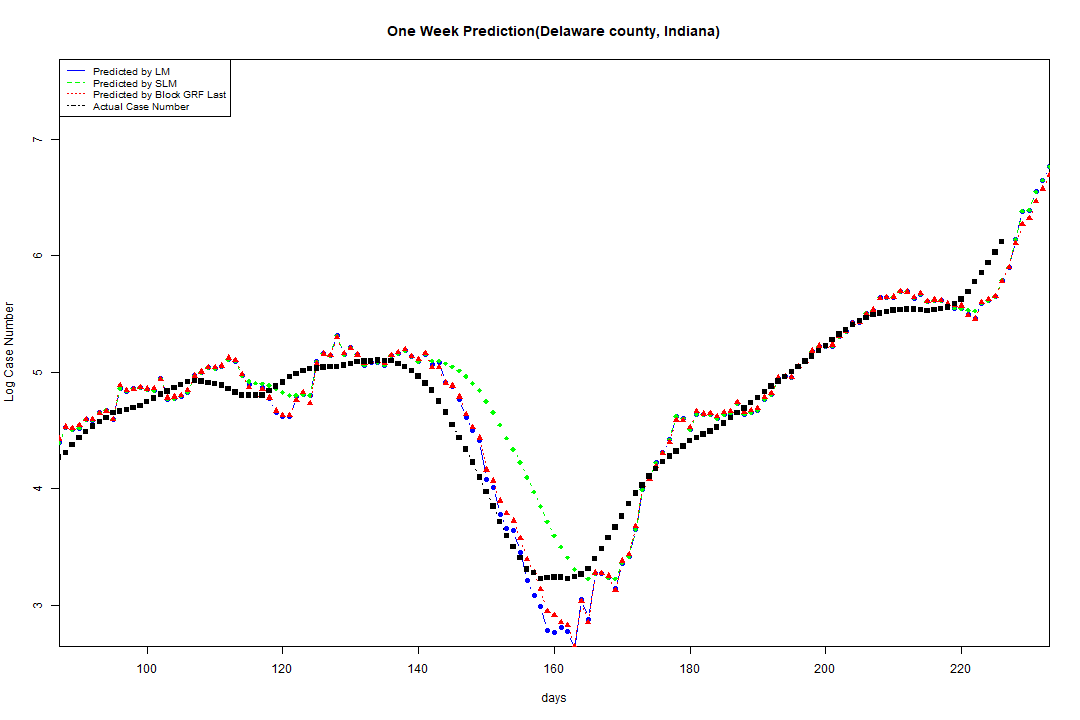 One Week Prediction(Delaware county, Indiana)
Predicted by LM
Predicted by SLM
Predicted by Block GRF Last
Actual Case Number
7
6
5
4
3
Log Case Number
100 120 140 160 180 200 220
days